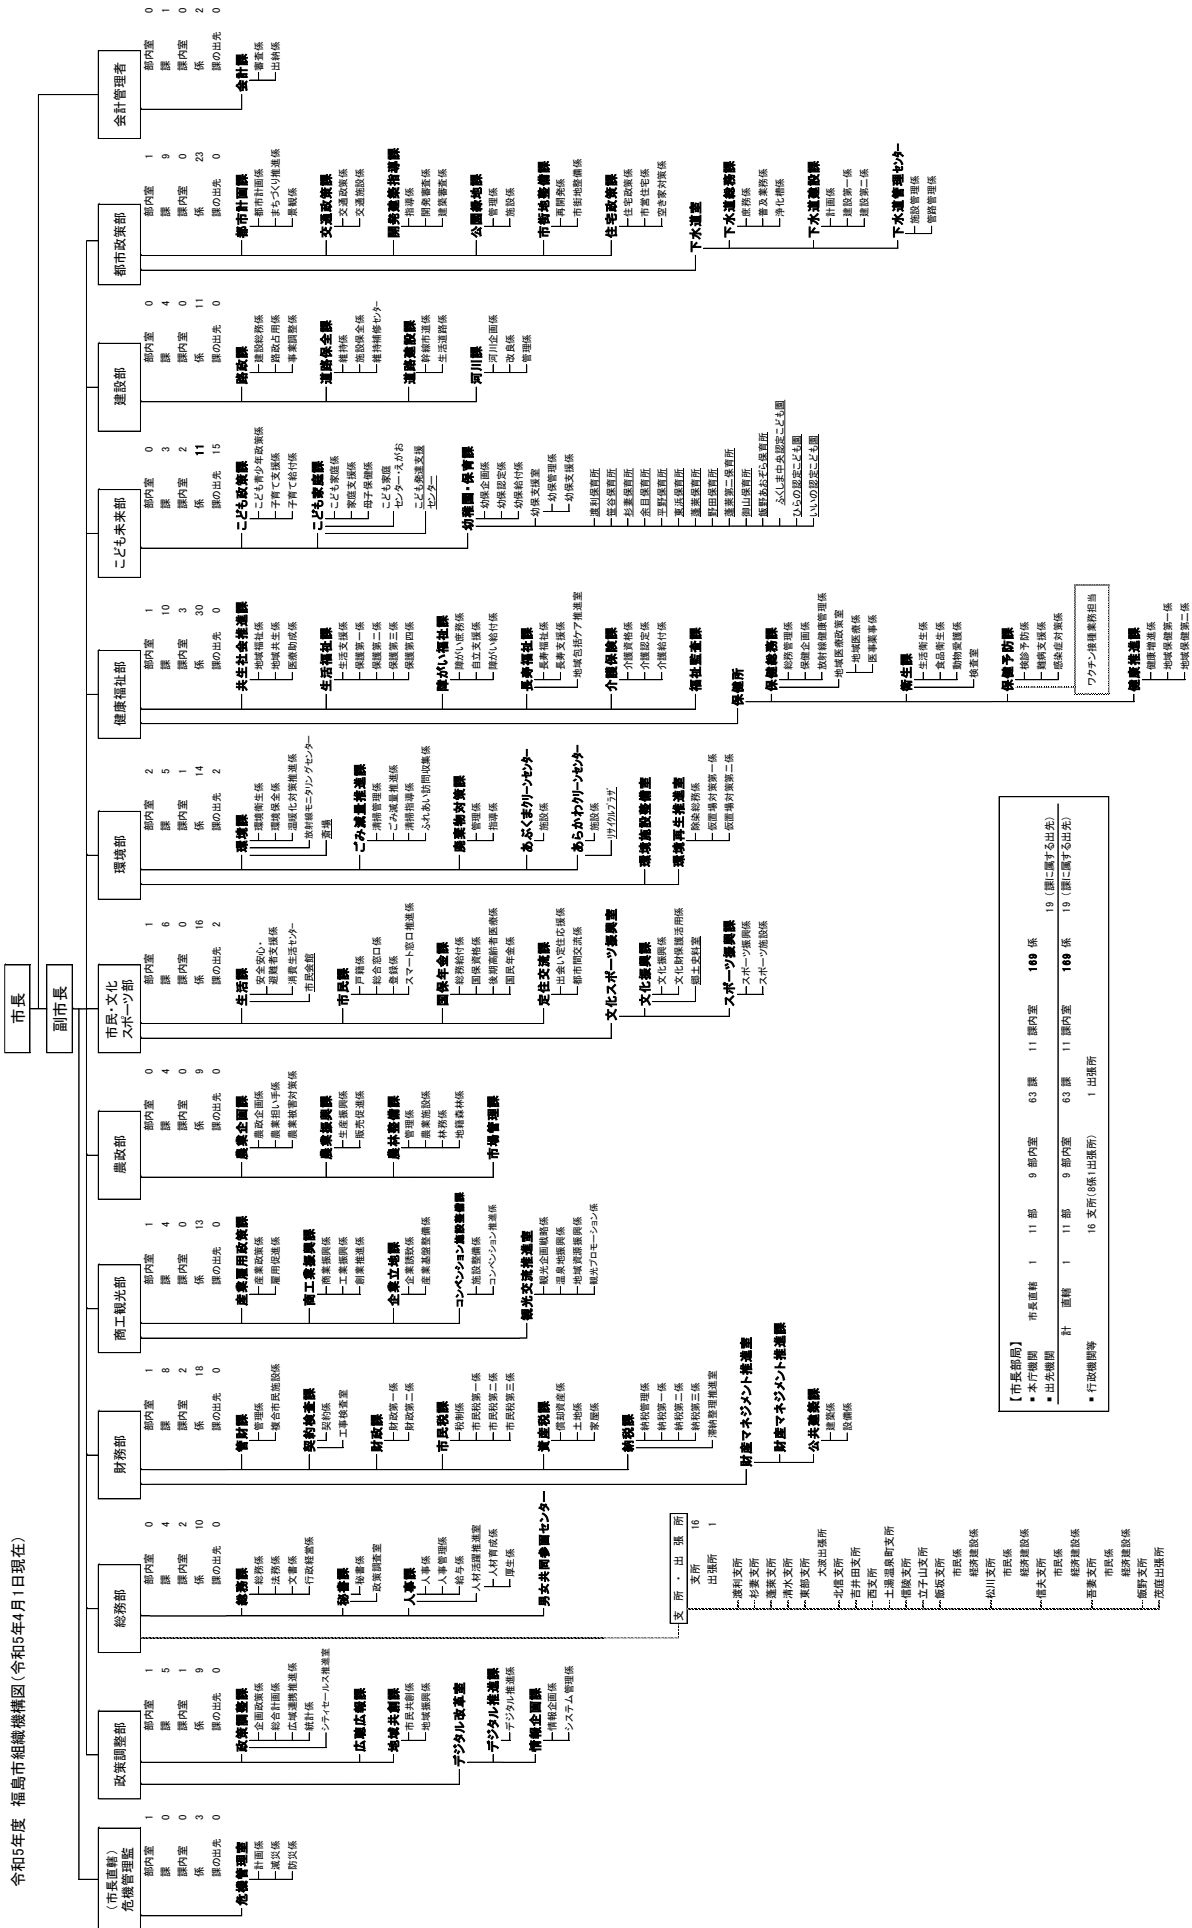 令和5年度　福島市組織機構図(令和5年4月1日現在)
市長
副市長
（市長直轄）
危機管理監
部内室 1
課 0
課内室 0
係 3
課の出先 0
危機管理室
計画係
減災係
防災係
政策調整部
部内室 1
課 5
課内室 1
係 9
課の出先 0
政策調整課
企画政策係
総合計画係
広域連携推進係
統計係
シティセールス推進室
広聴広報課
地域共創課
市民共創係
地域振興係
デジタル改革室
デジタル推進課
デジタル推進係
情報企画課
情報企画係
システム管理係
総務部
部内室 0
課 4
課内室 2
係 10
課の出先 0
総務課
総務係
法務係
文書係
行政経営係
秘書課
秘書係
政策調査室
人事課
人事係
人事管理係
給与係
人材活躍推進室
人材育成係
厚生係
男女共同参画センター
支所・出張所
支所 16
出張所 1
渡利支所
杉妻支所
蓬莱支所
清水支所
東部支所
大波出張所
北信支所
吉井田支所
西支所
土湯温泉町支所
信陵支所
立子山支所
飯坂支所
市民係
経済建設係
松川支所
市民係
経済建設係
信夫支所
市民係
経済建設係
吾妻支所
市民係
経済建設係
飯野支所
茂庭出張所
財務部
部内室 1
課 8
課内室 2
係 18
課の出先 0
管財課
管理係
複合市民施設係
契約検査課
契約係
工事検査室
財政課
財政第一係
財政第二係
市民税課
税制係
市民税第一係
市民税第二係
市民税第三係
資産税課
償却資産係
土地係
家屋係
納税課
納税管理係
納税第一係
納税第二係
納税第三係
滞納整理推進室
財産マネジメント推進室
財産マネジメント推進課
公共建築課
建築係
設備係
商工観光部
部内室 1
課 4
課内室 0
係 13
課の出先 0
産業雇用政策課
産業政策係
雇用促進係
商工業振興課
商業振興係
工業振興係
創業推進係
企業立地課
企業誘致係
産業基盤整備係
コンベンション施設整備課
施設整備係
コンベンション推進係
観光交流推進室
観光企画戦略係
温泉地振興係
地域資源振興係
観光プロモーション係
農政部
部内室 0
課 4
課内室 0
係 9
課の出先 0
農業企画課
農政企画係
農業担い手係
農業被害対策係
農業振興課
生産振興係
販売促進係
農林整備課
管理係
農業施設係
林務係
地籍森林係
市場管理課
市民・文化
スポーツ部
部内室 1
課 6
課内室 0
係 16
課の出先 2
生活課
安全安心・
避難者支援係
消費生活センター
市民会館
市民課
戸籍係
総合窓口係
登録係
スマート窓口推進係
国保年金課
総務給付係
国保資格係
後期高齢者医療係
国民年金係
定住交流課
出会い定住応援係
都市間交流係
文化スポーツ振興室
文化振興課
文化振興係
文化財保護活用係
郷土史料室
スポーツ振興課
スポーツ振興係
スポーツ施設係
環境部
部内室 2
課 5
課内室 1
係 14
課の出先 2
環境課
環境衛生係
環境保全係
温暖化対策推進係
放射線モニタリングセンター
斎場
ごみ減量推進課
清掃管理係
ごみ減量推進係
清掃指導係
ふれあい訪問収集係
廃棄物対策課
管理係
指導係
あぶくまクリーンセンター
施設係
あらかわクリーンセンター
施設係
リサイクルプラザ
環境施設整備室
環境再生推進室
除染総務係
仮置場対策第一係
仮置場対策第二係
健康福祉部
部内室 1
課 10
課内室 3
係 30
課の出先 0
共生社会推進課
地域福祉係
地域共生係
医療助成係
生活福祉課
生活支援係
保護第一係
保護第二係
保護第三係
保護第四係
障がい福祉課
障がい庶務係
自立支援係
障がい給付係
長寿福祉課
長寿福祉係
長寿支援係
地域包括ケア推進室
介護保険課
介護資格係
介護認定係
介護給付係
福祉監査課
保健所
保健総務課
総務管理係
保健企画係
放射線健康管理係
地域医療政策室
地域医療係
医事薬事係
衛生課
生活衛生係
食品衛生係
動物愛護係
検査室
保健予防課
検診予防係
難病支援係
感染症対策係
ワクチン接種業務担当
健康推進課
健康増進係
地域保健第一係
地域保健第二係
こども未来部
部内室 0
課 3
課内室 2
係 11
課の出先 15
こども政策課
こども青少年政策係
子育て支援係
子育て給付係
こども家庭課
こども家庭係
家庭支援係
母子保健係
こども家庭
センター・えがお
こども発達支援
センター
幼稚園・保育課
幼保企画係
幼保認定係
幼保給付係
幼保支援室
幼保管理係
幼保支援係
渡利保育所
笹谷保育所
杉妻保育所
余目保育所
平野保育所
東浜保育所
蓬莱保育所
野田保育所
蓬莱第二保育所
御山保育所
飯野あおぞら保育所
ふくしま中央認定こども園
ひらの認定こども園
いいの認定こども園
建設部
部内室 0
課 4
課内室 0
係 11
課の出先 0
路政課
建設総務係
路政占用係
事業調整係
道路保全課
維持係
施設保全係
維持補修センター
道路建設課
幹線市道係
生活道路係
河川課
河川企画係
改良係
管理係
都市政策部
部内室 1
課 9
課内室 0
係 23
課の出先 0
都市計画課
都市計画係
まちづくり推進係
景観係
交通政策課
交通政策係
交通施設係
開発建築指導課
指導係
開発審査係
建築審査係
公園緑地課
管理係
施設係
市街地整備課
再開発係
市街地整備係
住宅政策課
住宅政策係
市営住宅係
空き家対策係
下水道室
下水道総務課
庶務係
普及業務係
浄化槽係
下水道建設課
計画係
建設第一係
建設第二係
下水道管理センター
施設管理係
管路管理係
会計管理者
部内室 0
課 1
課内室 0
係 2
課の出先 0
会計課
審査係
出納係
【市長部局】
▪ 本庁機関 市長直轄 1 11 部 9 部内室 63 課 11 課内室 169 係
▪ 出先機関 19 (課に属する出先)
計 直轄 1 11 部 9 部内室 63 課 11 課内室 169 係 19 (課に属する出先)
▪ 行政機関等 16 支所(8係1出張所) 1 出張所